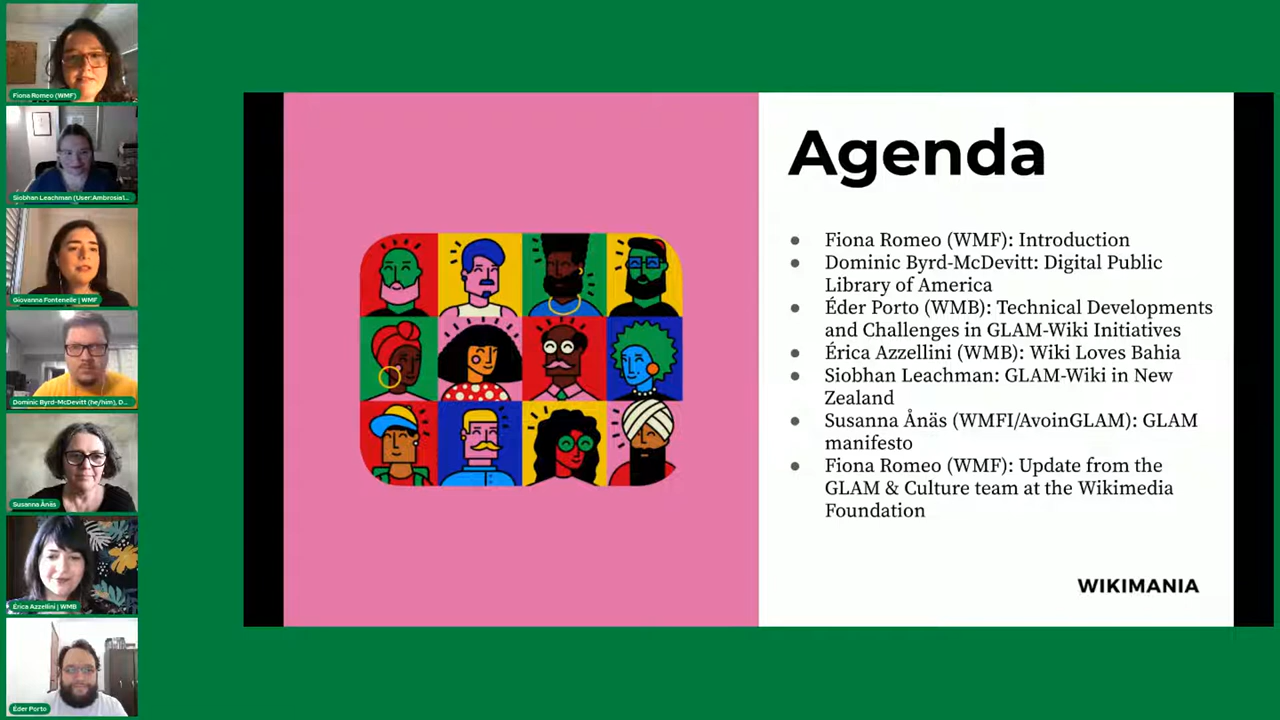 Fiona Romeo (WMF)
Siobhan Leachman (User:Ambrosia1...
Giovanna Fontenelle | WMF
Dominic Byrd-McDevitt (he/him), D...
Susanna Ånäs
Érica Azzellini | WMB
Éder Porto
Agenda
● Fiona Romeo (WMF): Introduction
● Dominic Byrd-McDevitt: Digital Public
Library of America
● Éder Porto (WMB): Technical Developments
and Challenges in GLAM-Wiki Initiatives
● Érica Azzellini (WMB): Wiki Loves Bahia
● Siobhan Leachman: GLAM-Wiki in New
Zealand
● Susanna Ånäs (WMFI/AvoinGLAM): GLAM
manifesto
● Fiona Romeo (WMF): Update from the
GLAM & Culture team at the Wikimedia
Foundation
WIKIMANIA